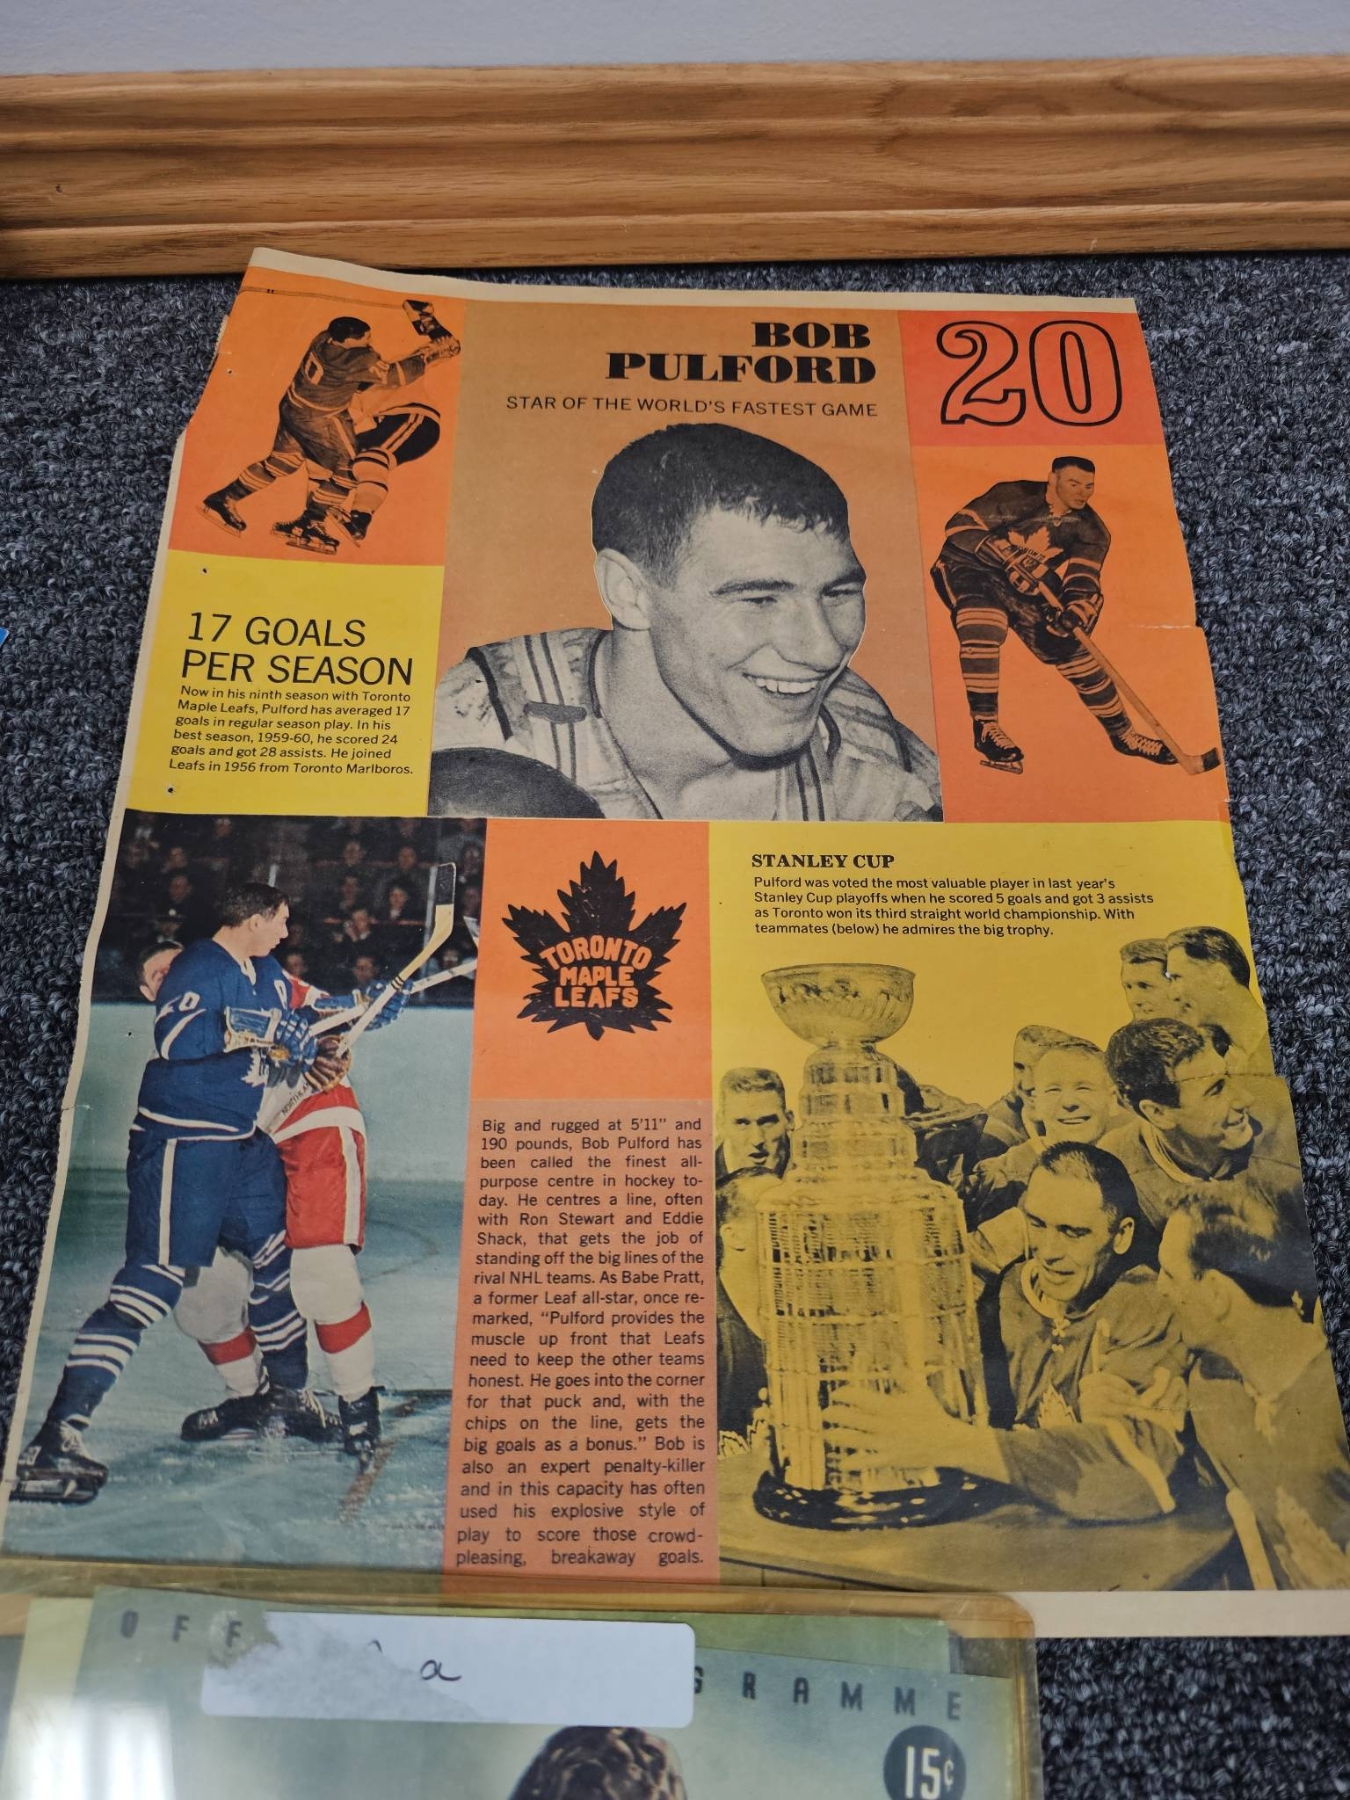 BOB
PULFORD
STAR OF THE WORLD'S FASTEST GAME
20
17 GOALS
PER SEASON
Now in his ninth season with Toronto
Maple Leafs, Pulford has averaged 17
goals in regular season play. In his
best season, 1959-60, he scored 24
goals and got 28 assists. He joined
Leafs in 1956 from Toronto Marlboros.
20
TORONTO
MAPLE
LEAFS
Big and rugged at 5'11" and
190 pounds, Bob Pulford has
been called the finest all-
purpose centre in hockey to-
day. He centres a line, often
with Ron Stewart and Eddie
Shack, that gets the job of
standing off the big lines of the
rival NHL teams. As Babe Pratt,
a former Leaf all-star, once re-
marked, "Pulford provides the
muscle up front that Leafs
need to keep the other teams
honest. He goes into the corner
for that puck and, with the
chips on the line, gets the
big goals as a bonus." Bob is
also an expert penalty-killer
and in this capacity has often
used his explosive style of
play to score those crowd-
pleasing, breakaway goals.
STANLEY CUP
Pulford was voted the most valuable player in last year's
Stanley Cup playoffs when he scored 5 goals and got 3 assists
as Toronto won its third straight world championship. With
teammates (below) he admires the big trophy.
OFF
a
GRAMME
15¢